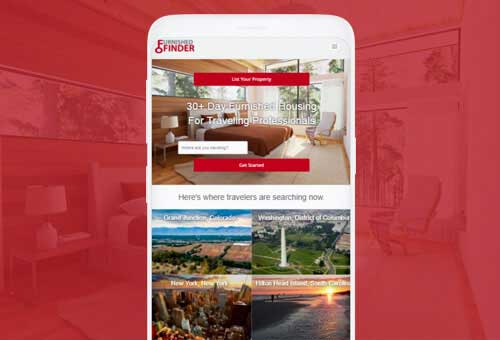 FURNISHED
FINDER
List Your Property
30+ Day Furnished Housing
For Traveling Professionals
Where are you traveling?
Get Started
Here's where travelers are searching now
Grand Junction, Colorado
Washington, District of Columbia
New York, New York
Hilton Head Island, South Carolina